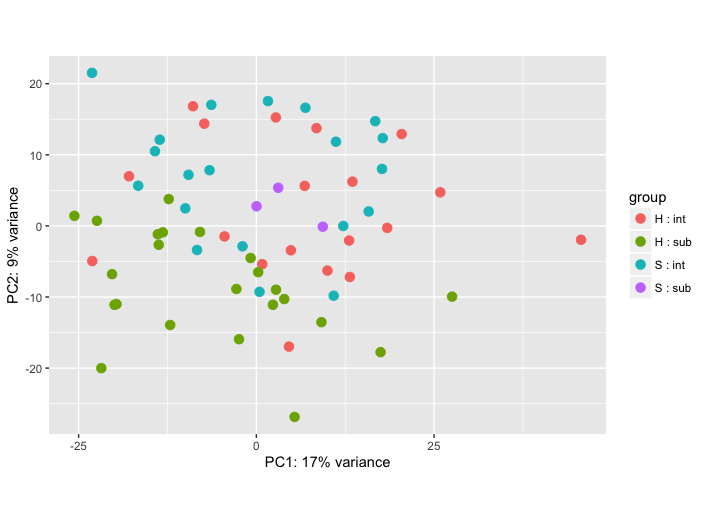 20
10
0
-10
-20
-25
0
25
PC1: 17% variance
PC2: 9% variance
group
H : int
H : sub
S : int
S : sub